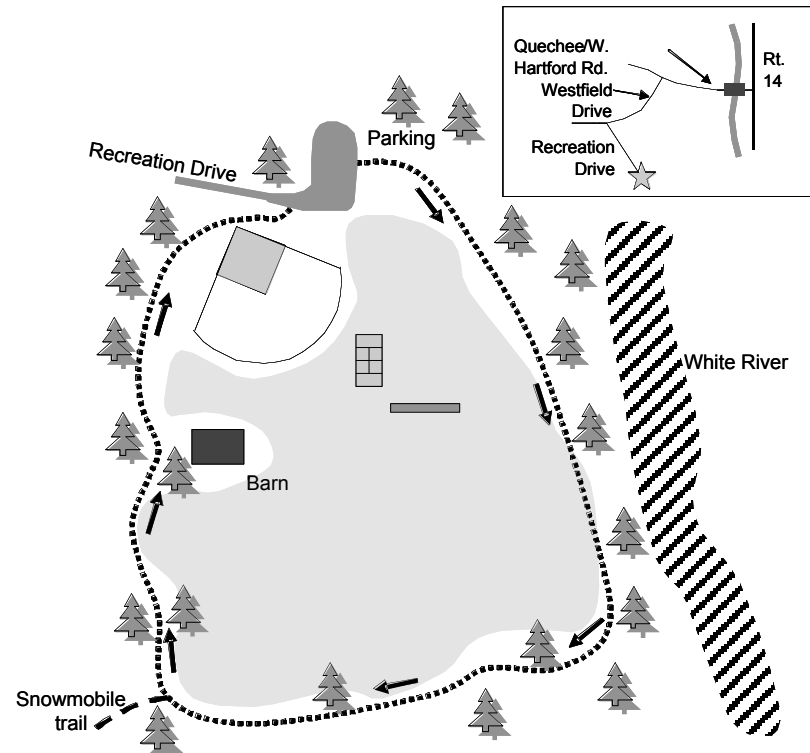 Quechee/W.
Hartford Rd.
Westfield
Drive
Recreation
Drive
Rt.
14
Parking
Recreation Drive
White River
Barn
Snowmobile
trail